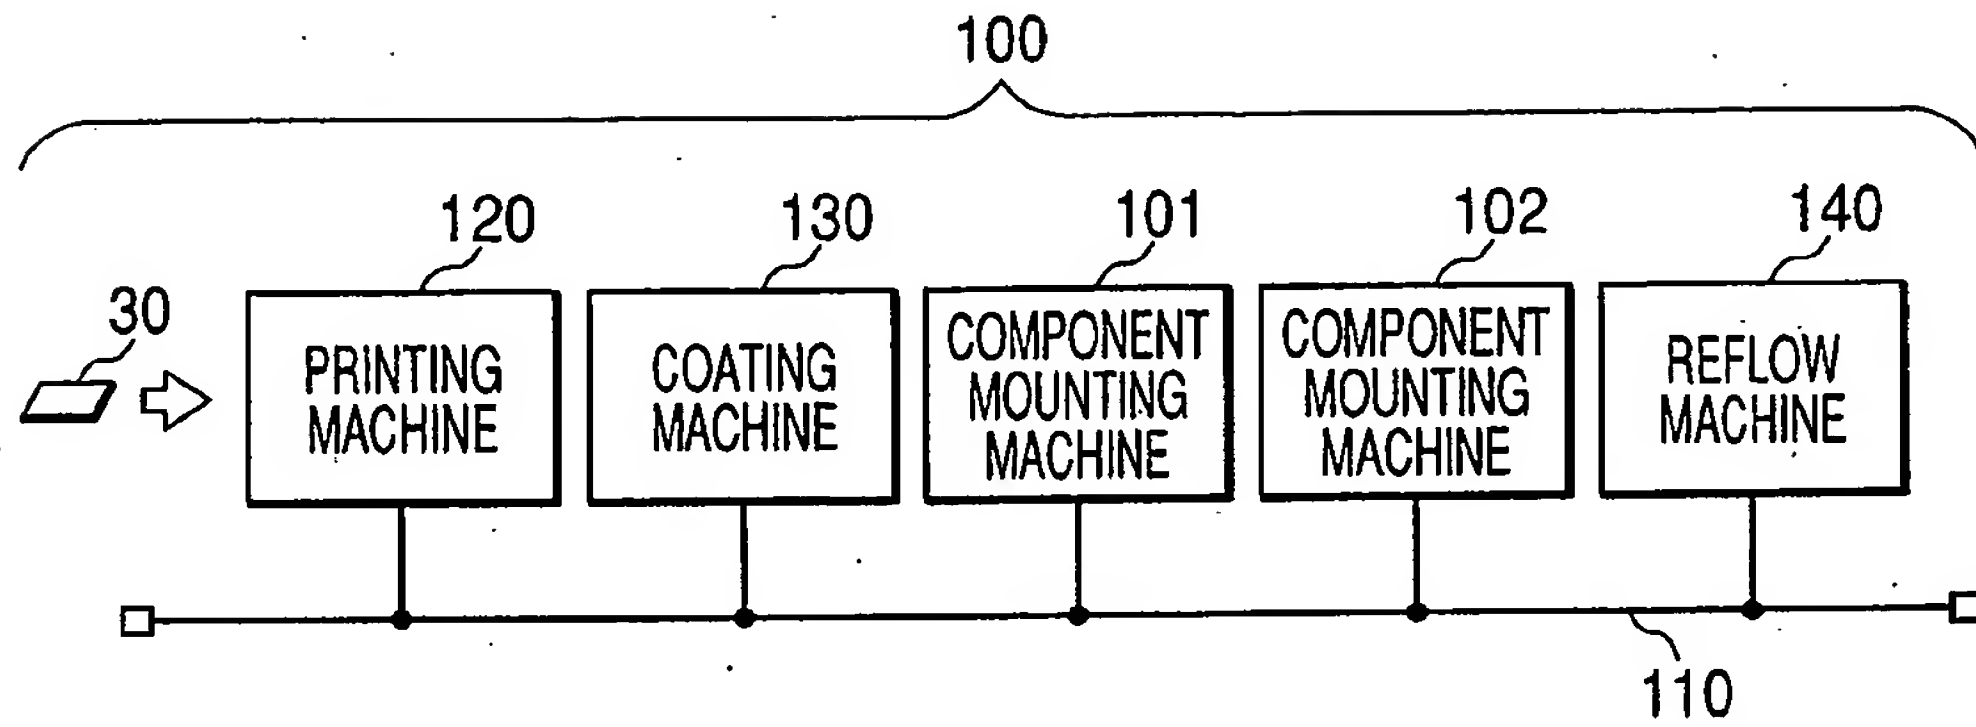 100
120
130
101
102
140
30
PRINTING
MACHINE
COATING
MACHINE
COMPONENT
MOUNTING
MACHINE
COMPONENT
MOUNTING
MACHINE
REFLOW
MACHINE
110